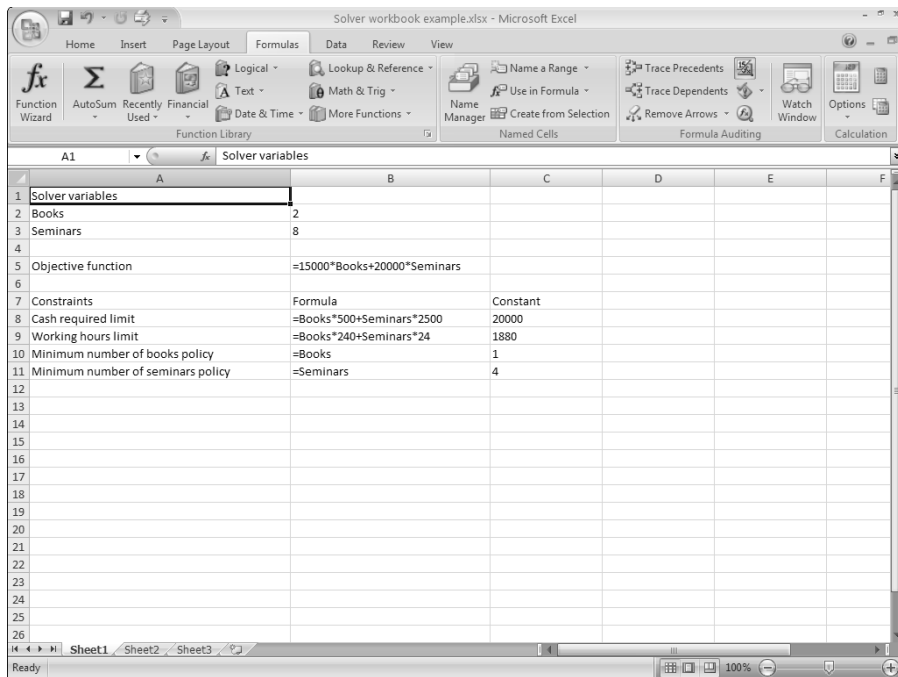 Solver workbook example.xlsx - Microsoft Excel
Home Insert Page Layout Formulas Data Review View
fx Function Wizard
Σ AutoSum
Recently Used
Financial
Logical
A Text
Date & Time
Lookup & Reference
Math & Trig
More Functions
Function Library
Name Manager
Name a Range
Use in Formula
Create from Selection
Named Cells
Trace Precedents
Trace Dependents
Remove Arrows
Watch Window
Formula Auditing
Options
Calculation
A1 fx Solver variables
A B C D E F
1 Solver variables
2 Books 2
3 Seminars 8
4
5 Objective function =15000*Books+20000*Seminars
6
7 Constraints Formula Constant
8 Cash required limit =Books*500+Seminars*2500 20000
9 Working hours limit =Books*240+Seminars*24 1880
10 Minimum number of books policy =Books 1
11 Minimum number of seminars policy =Seminars 4
12
13
14
15
16
17
18
19
20
21
22
23
24
25
26
Sheet1 Sheet2 Sheet3
Ready 100%